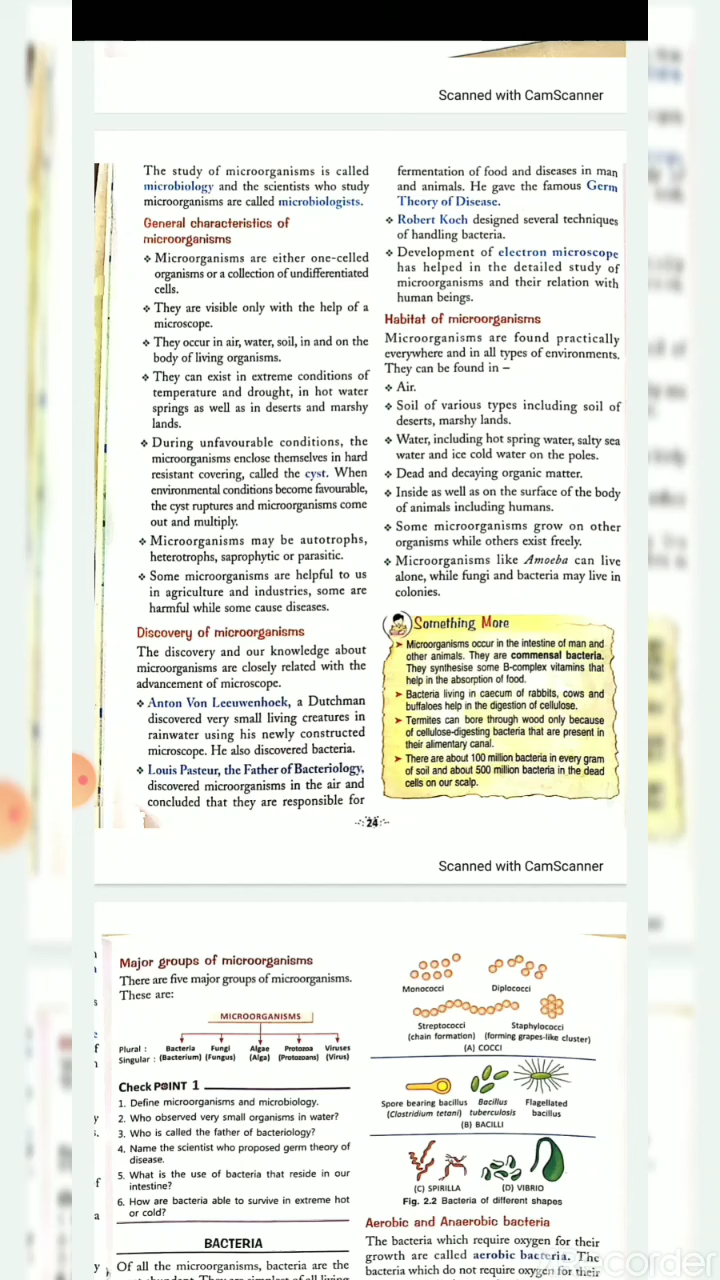 Scanned with CamScanner
The study of microorganisms is called
microbiology and the scientists who study
microorganisms are called microbiologists.
General characteristics of
microorganisms
❖ Microorganisms are either one-celled
organisms or a collection of undifferentiated
cells.
❖ They are visible only with the help of a
microscope.
❖ They occur in air, water, soil, in and on the
body of living organisms.
❖ They can exist in extreme conditions of
temperature and drought, in hot water
springs as well as in deserts and marshy
lands.
❖ During unfavourable conditions, the
microorganisms enclose themselves in hard
resistant covering, called the cyst. When
environmental conditions become favourable,
the cyst ruptures and microorganisms come
out and multiply.
❖ Microorganisms may be autotrophs,
heterotrophs, saprophytic or parasitic.
❖ Some microorganisms are helpful to us
in agriculture and industries, some are
harmful while some cause diseases.
Discovery of microorganisms
The discovery and our knowledge about
microorganisms are closely related with the
advancement of microscope.
❖ Anton Von Leeuwenhoek, a Dutchman
discovered very small living creatures in
rainwater using his newly constructed
microscope. He also discovered bacteria.
❖ Louis Pasteur, the Father of Bacteriology,
discovered microorganisms in the air and
concluded that they are responsible for
fermentation of food and diseases in man
and animals. He gave the famous Germ
Theory of Disease.
❖ Robert Koch designed several techniques
of handling bacteria.
❖ Development of electron microscope
has helped in the detailed study of
microorganisms and their relation with
human beings.
Habitat of microorganisms
Microorganisms are found practically
everywhere and in all types of environments.
They can be found in –
❖ Air.
❖ Soil of various types including soil of
deserts, marshy lands.
❖ Water, including hot spring water, salty sea
water and ice cold water on the poles.
❖ Dead and decaying organic matter.
❖ Inside as well as on the surface of the body
of animals including humans.
❖ Some microorganisms grow on other
organisms while others exist freely.
❖ Microorganisms like Amoeba can live
alone, while fungi and bacteria may live in
colonies.
Something More
➤ Microorganisms occur in the intestine of man and
other animals. They are commensal bacteria.
They synthesise some B-complex vitamins that
help in the absorption of food.
➤ Bacteria living in caecum of rabbits, cows and
buffaloes help in the digestion of cellulose.
➤ Termites can bore through wood only because
of cellulose-digesting bacteria that are present in
their alimentary canal.
➤ There are about 100 million bacteria in every gram
of soil and about 500 million bacteria in the dead
cells on our scalp.
24
Scanned with CamScanner
Major groups of microorganisms
There are five major groups of microorganisms.
These are:
MICROORGANISMS
Plural : Bacteria Fungi Algae Protozoa Viruses
Singular : (Bacterium) (Fungus) (Alga) (Protozoans) (Virus)
Check POINT 1
1. Define microorganisms and microbiology.
2. Who observed very small organisms in water?
3. Who is called the father of bacteriology?
4. Name the scientist who proposed germ theory of
disease.
5. What is the use of bacteria that reside in our
intestine?
6. How are bacteria able to survive in extreme hot
or cold?
BACTERIA
Of all the microorganisms, bacteria are the
Monococci Diplococci
Streptococci Staphylococci
(chain formation) (forming grapes-like cluster)
(A) COCCI
Spore bearing bacillus Bacillus Flagellated
(Clostridium tetani) tuberculosis bacillus
(B) BACILLI
(C) SPIRILLA (D) VIBRIO
Fig. 2.2 Bacteria of different shapes
Aerobic and Anaerobic bacteria
The bacteria which require oxygen for their
growth are called aerobic bacteria. The
bacteria which do not require oxygen for their